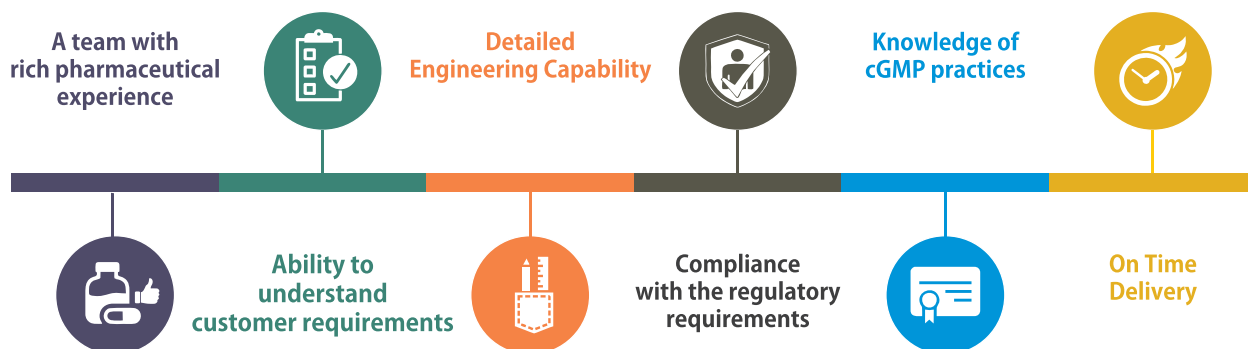 A team with
rich pharmaceutical
experience
Ability to
understand
customer requirements
Detailed
Engineering Capability
Compliance
with the regulatory
requirements
Knowledge of
cGMP practices
On Time
Delivery